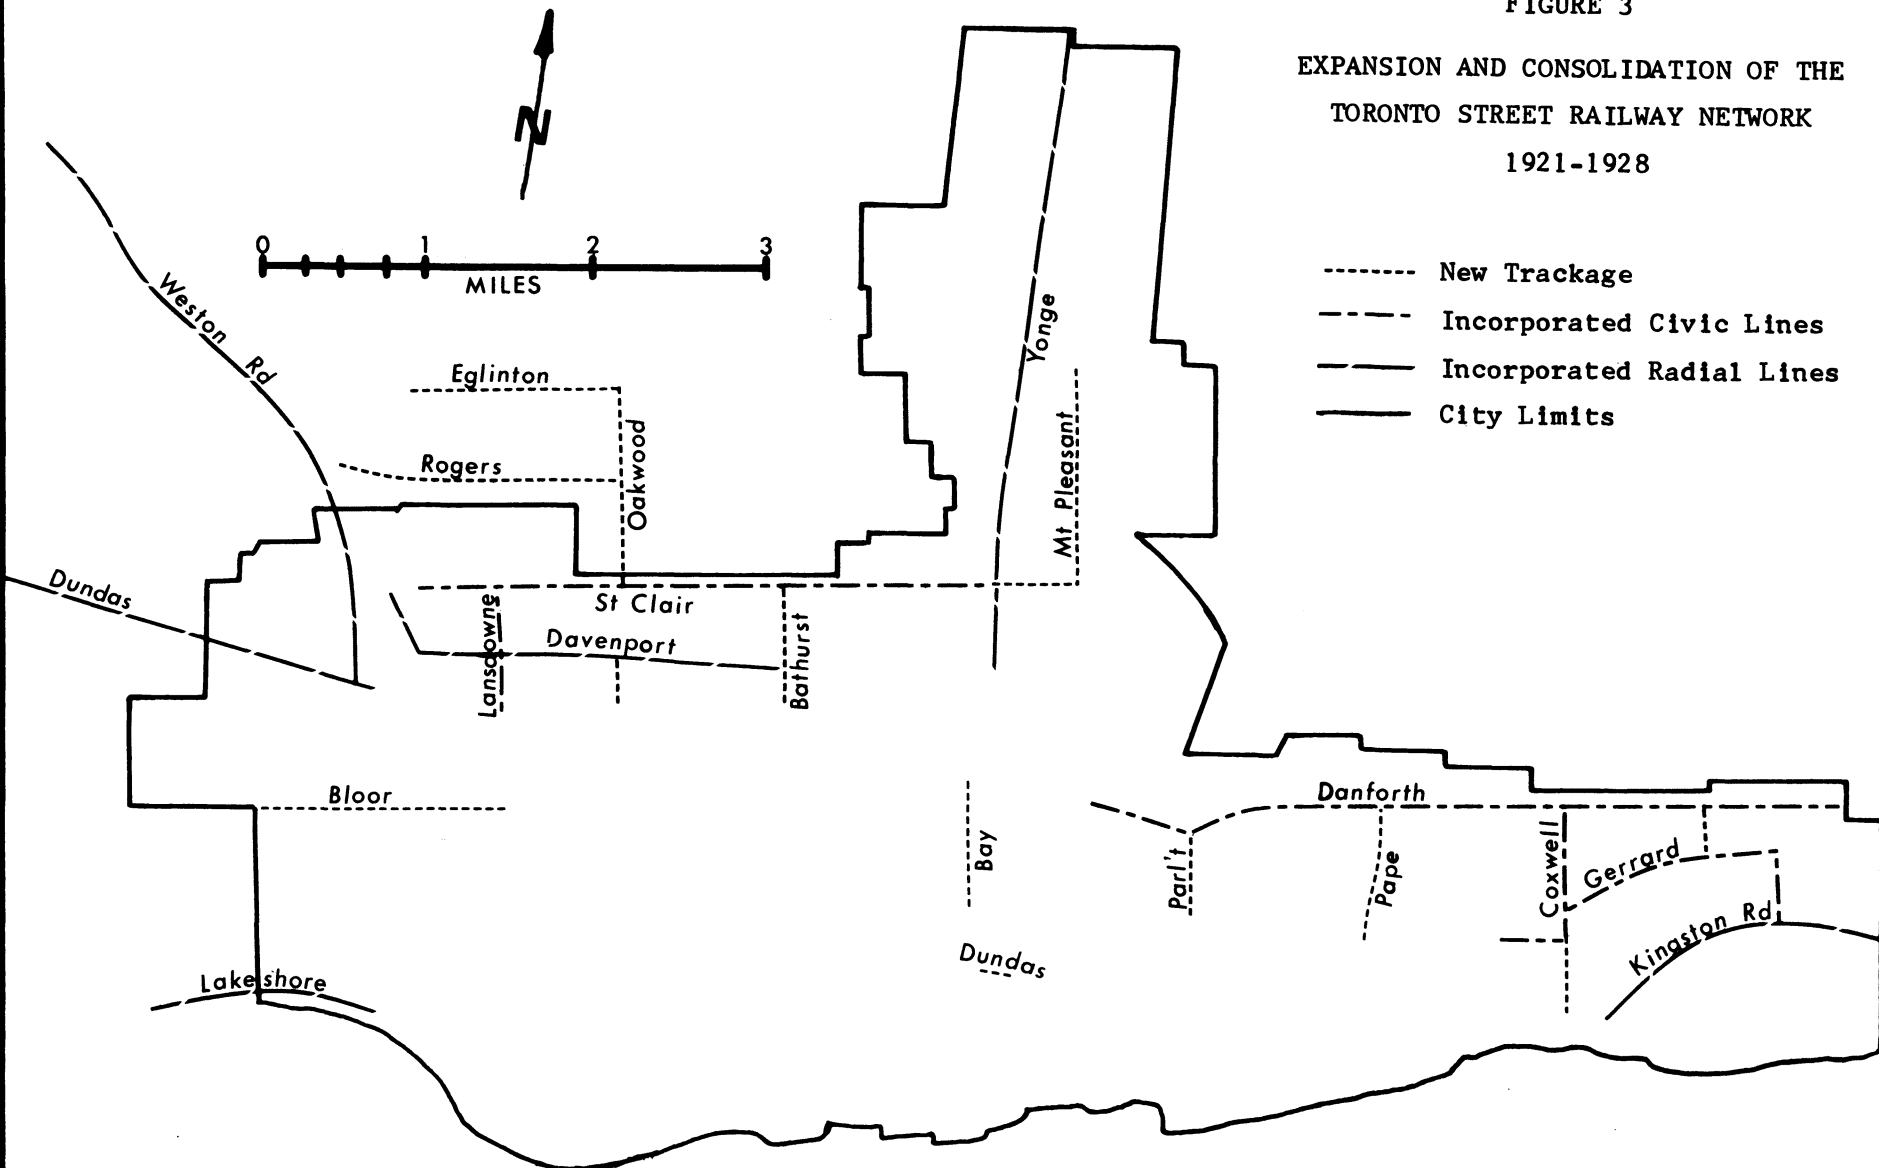 FIGURE 3
EXPANSION AND CONSOLIDATION OF THE
TORONTO STREET RAILWAY NETWORK
1921-1928
N
0 1 2 3
MILES
New Trackage
Incorporated Civic Lines
Incorporated Radial Lines
City Limits
Weston Rd
Yonge
Eglinton
Oakwood
Rogers
Mt Pleasant
Dundas
St Clair
Lansdowne
Davenport
Bathurst
Bloor
Danforth
Bay
Parl't
Pape
Coxwell
Gerrard
Kingston Rd
Dundas
Lakeshore